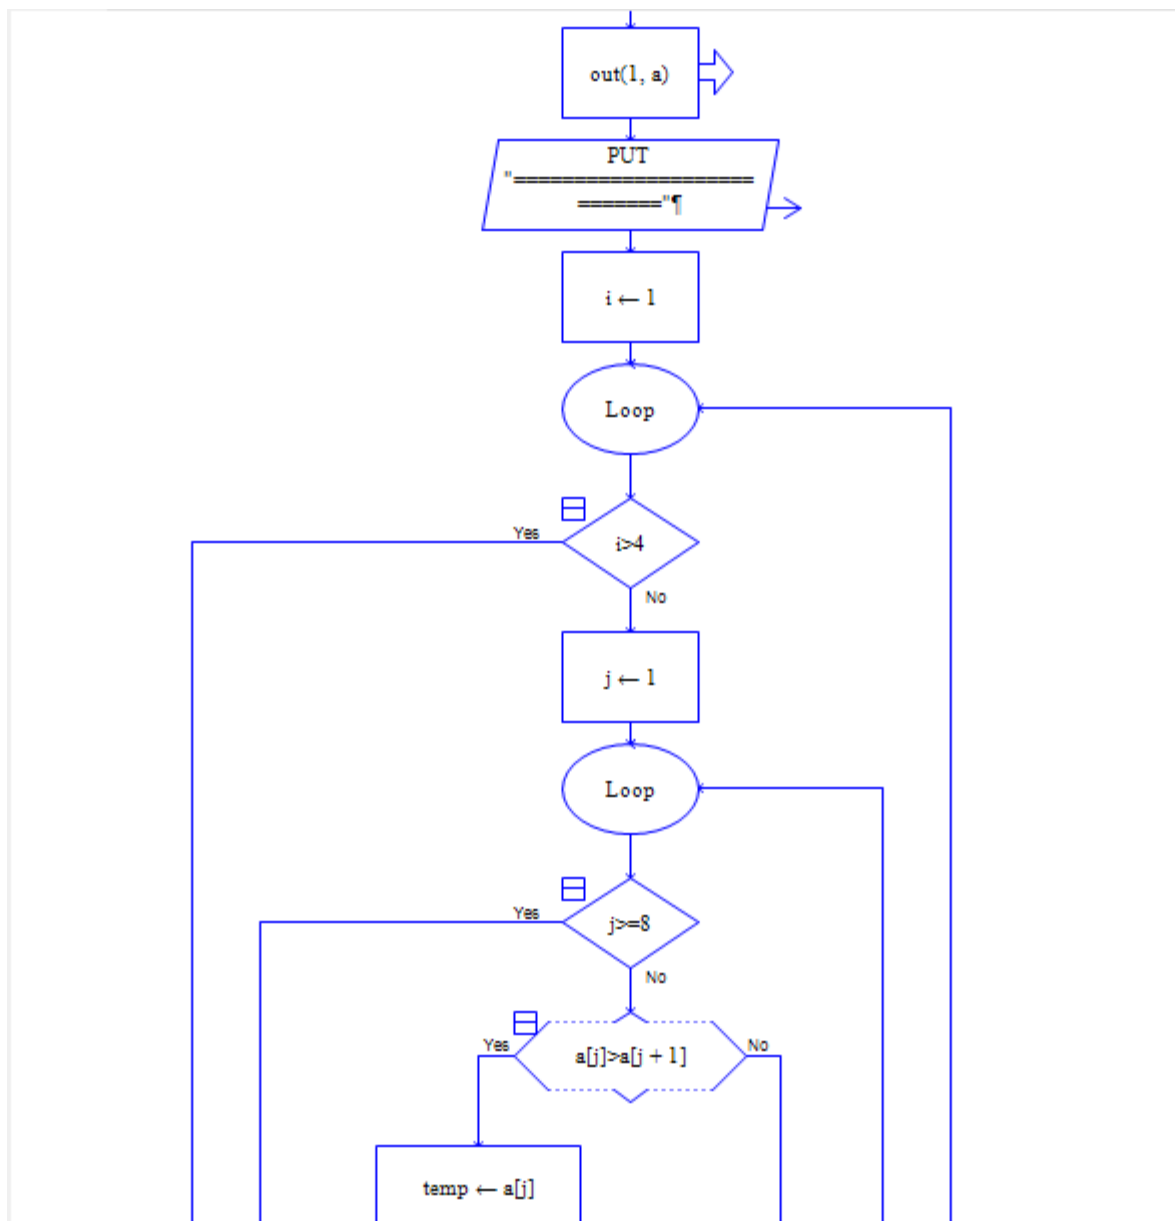 out(1, a)
PUT
"====================
======="¶
i ← 1
Loop
Yes
i>4
No
j ← 1
Loop
Yes
j>=8
No
Yes
a[j]>a[j + 1]
No
temp ← a[j]